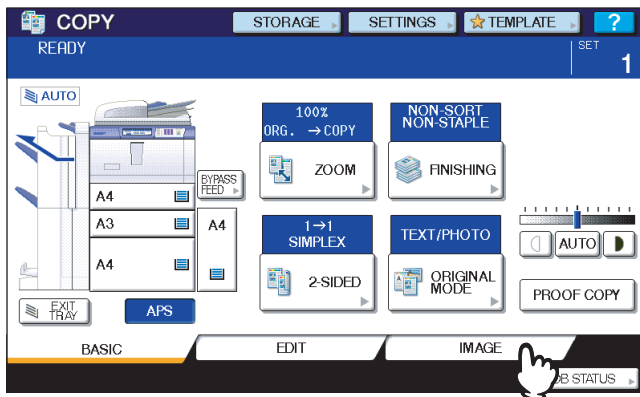 COPY
STORAGE
SETTINGS
TEMPLATE
?
READY
SET
1
AUTO
100%
ORG. →COPY
ZOOM
NON-SORT
NON-STAPLE
FINISHING
BYPASS
FEED
A4
A3
A4
A4
1→1
SIMPLEX
2-SIDED
TEXT/PHOTO
ORIGINAL
MODE
AUTO
PROOF COPY
EXIT
TRAY
APS
BASIC
EDIT
IMAGE
STATUS